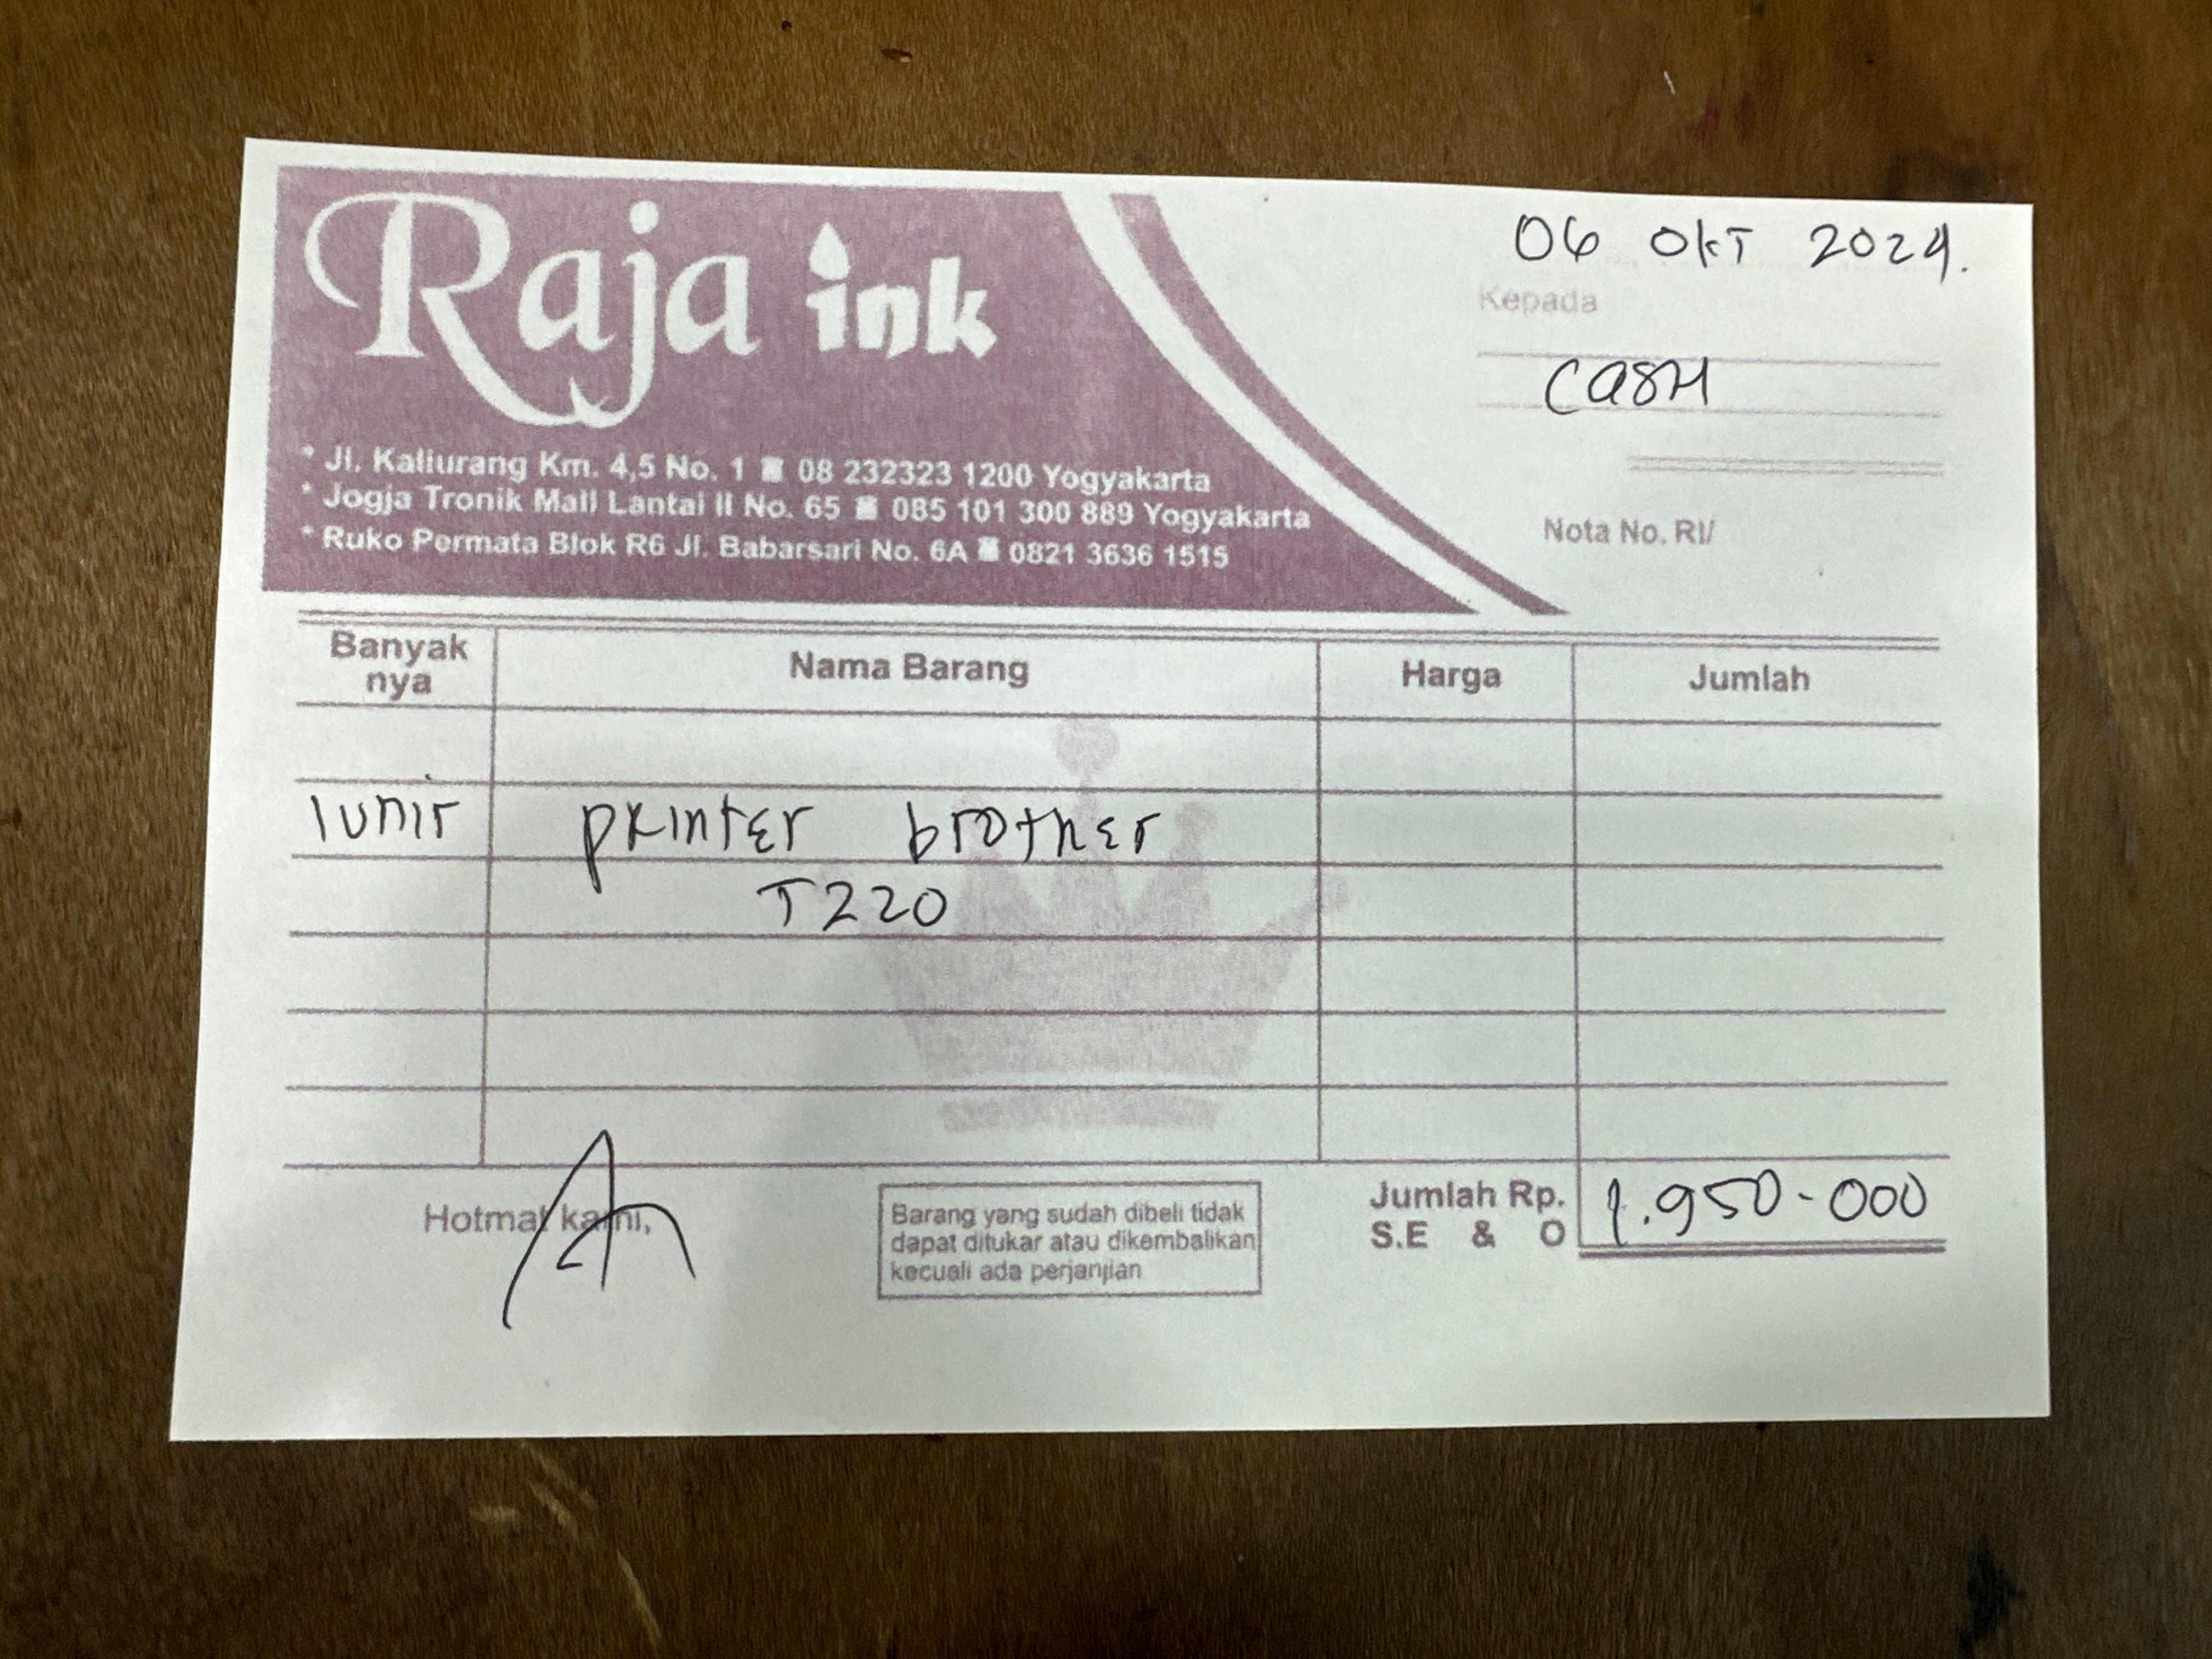 Raja ink
* Jl. Kaliurang Km. 4,5 No. 1 ☎ 08 232323 1200 Yogyakarta
* Jogja Tronik Mall Lantai II No. 65 ☎ 085 101 300 889 Yogyakarta
* Ruko Permata Blok R6 Jl. Babarsari No. 6A ☎ 0821 3636 1515
06 OKT 2024.
Kepada
CASH
Nota No. RI/
Banyak nya Nama Barang Harga Jumlah
1 unit printer brother
T220
Hotmat kami,
Barang yang sudah dibeli tidak
dapat ditukar atau dikembalikan
kecuali ada perjanjian
Jumlah Rp. 1.950-000
S.E & O